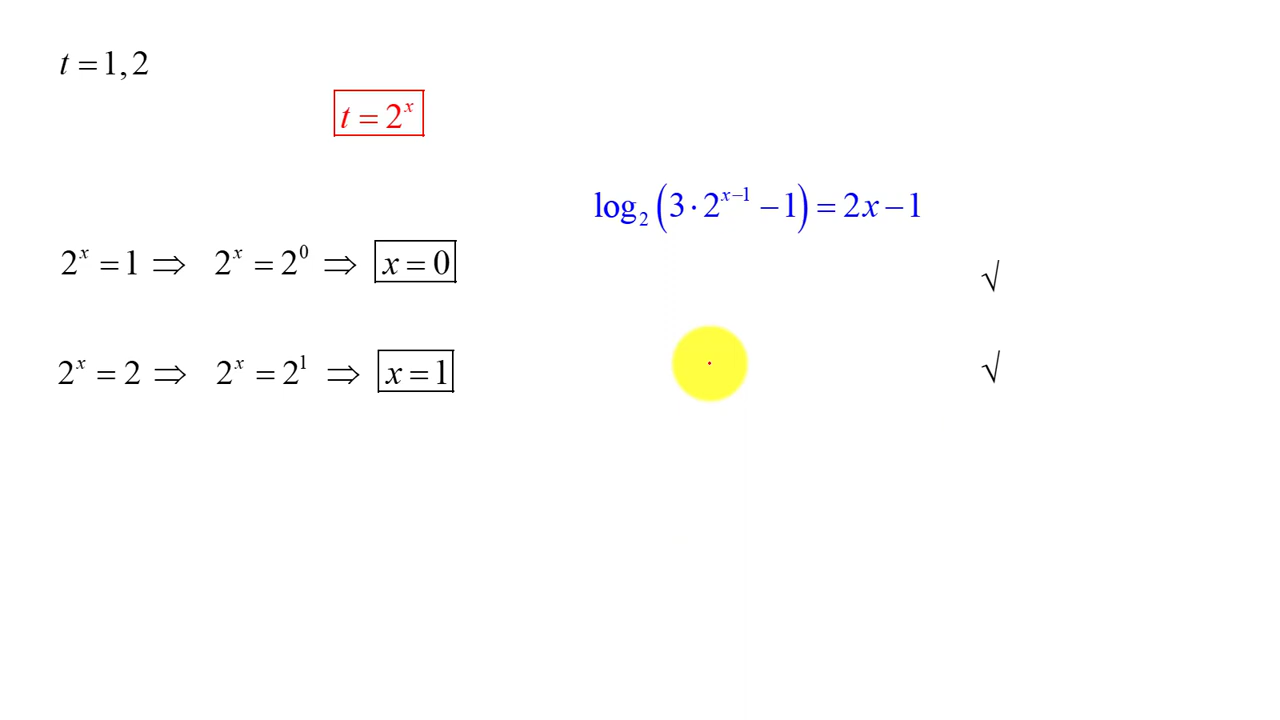 t = 1, 2
t = 2^x
log_2 (3 · 2^{x−1} − 1) = 2x − 1
2^x = 1 ⇒ 2^x = 2^0 ⇒ x = 0 √
2^x = 2 ⇒ 2^x = 2^1 ⇒ x = 1 √